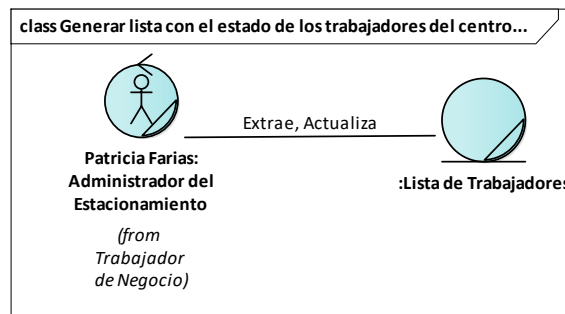 class Generar lista con el estado de los trabajadores del centro...
Extrae, Actualiza
Patricia Farias:
Administrador del
Estacionamiento
(from
Trabajador
de Negocio)
:Lista de Trabajadores